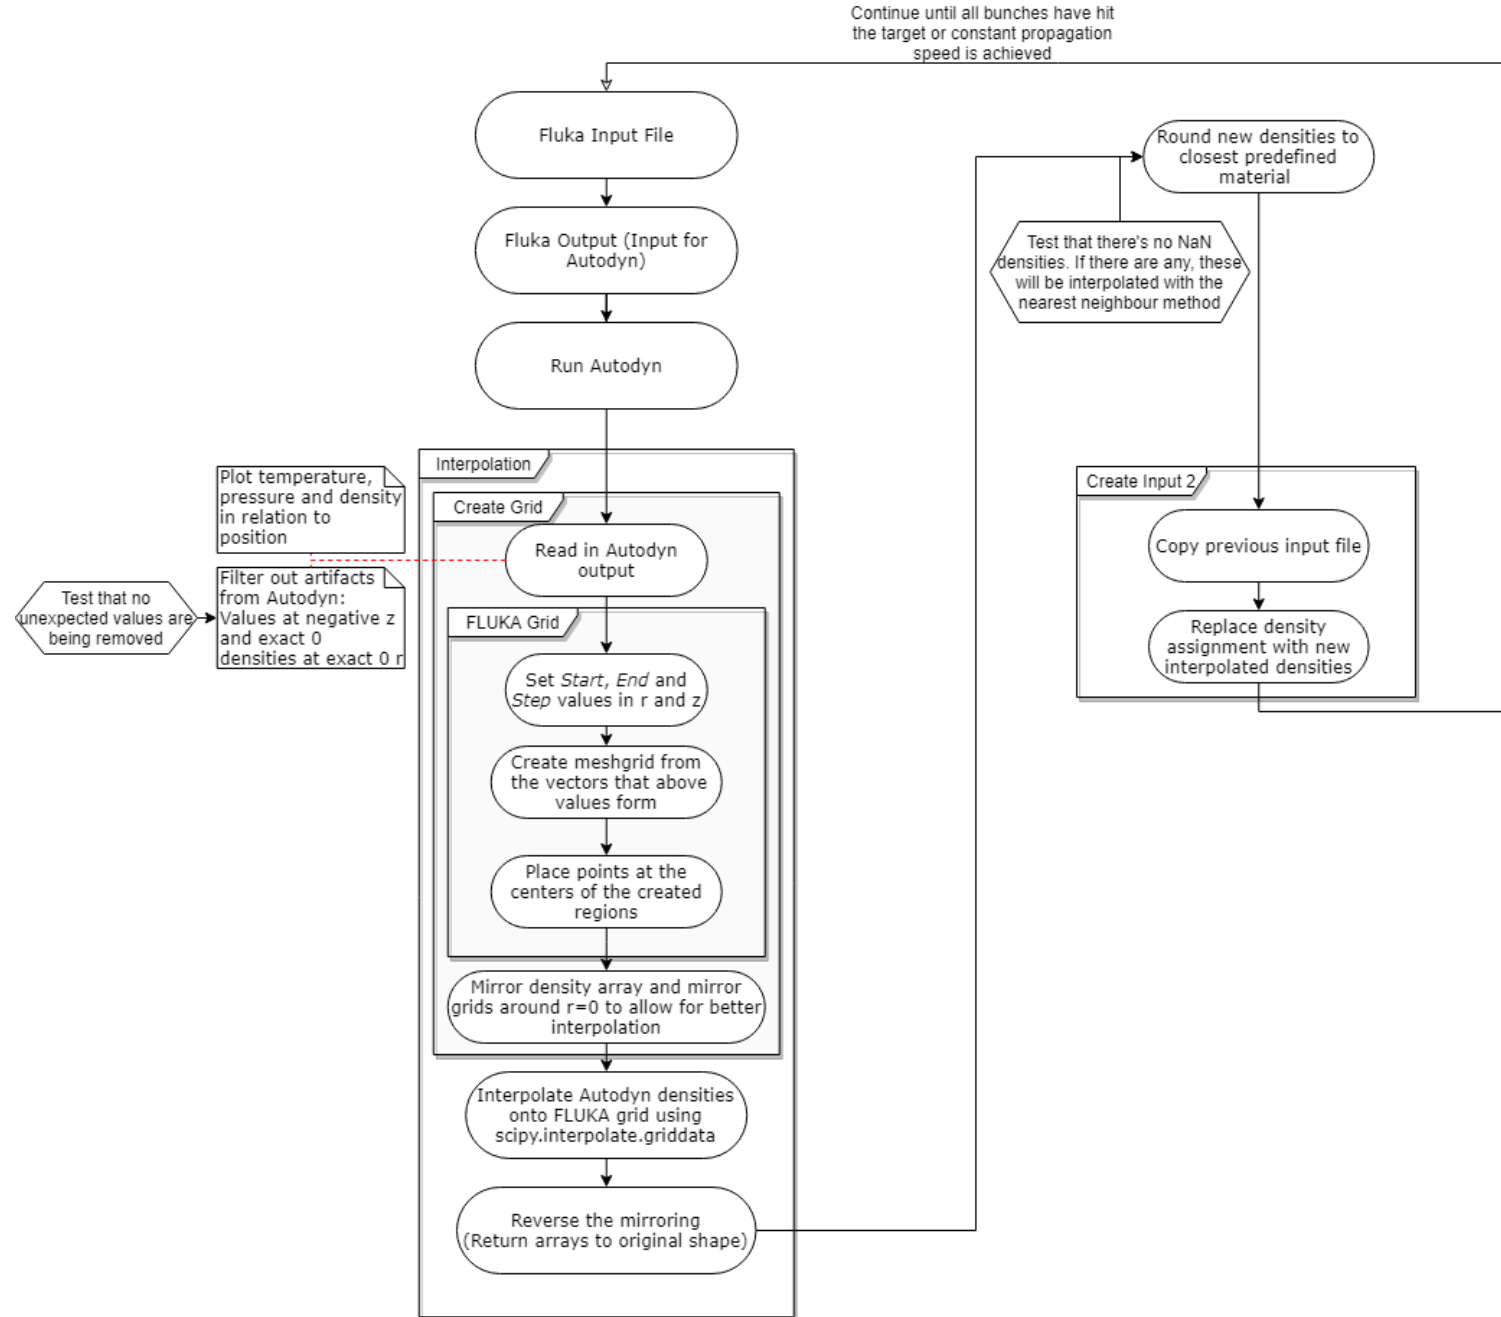 Continue until all bunches have hit
the target or constant propagation
speed is achieved
Fluka Input File
Fluka Output (Input for
Autodyn)
Run Autodyn
Interpolation
Create Grid
Read in Autodyn
output
Plot temperature,
pressure and density
in relation to
position
Filter out artifacts
from Autodyn:
Values at negative z
and exact 0
densities at exact 0 r
Test that no
unexpected values are
being removed
FLUKA Grid
Set Start, End and
Step values in r and z
Create meshgrid from
the vectors that above
values form
Place points at the
centers of the created
regions
Mirror density array and mirror
grids around r=0 to allow for better
interpolation
Interpolate Autodyn densities
onto FLUKA grid using
scipy.interpolate.griddata
Reverse the mirroring
(Return arrays to original shape)
Round new densities to
closest predefined
material
Test that there's no NaN
densities. If there are any, these
will be interpolated with the
nearest neighbour method
Create Input 2
Copy previous input file
Replace density
assignment with new
interpolated densities